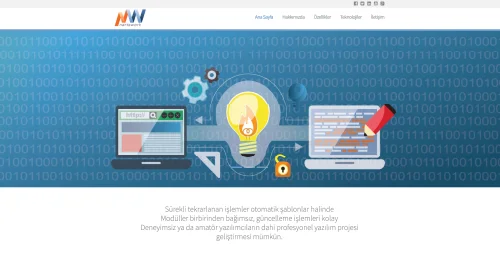 Ana Sayfa Hakkımızda Özellikler Teknolojiler İletişim
Sürekli tekrarlanan işlemler otomatik şablonlar halinde
Modüller birbirinden bağımsız, güncelleme işlemleri kolay
Deneyimsiz ya da amatör yazılımcıların dahi profesyonel yazılım projesi
geliştirmesi mümkün.